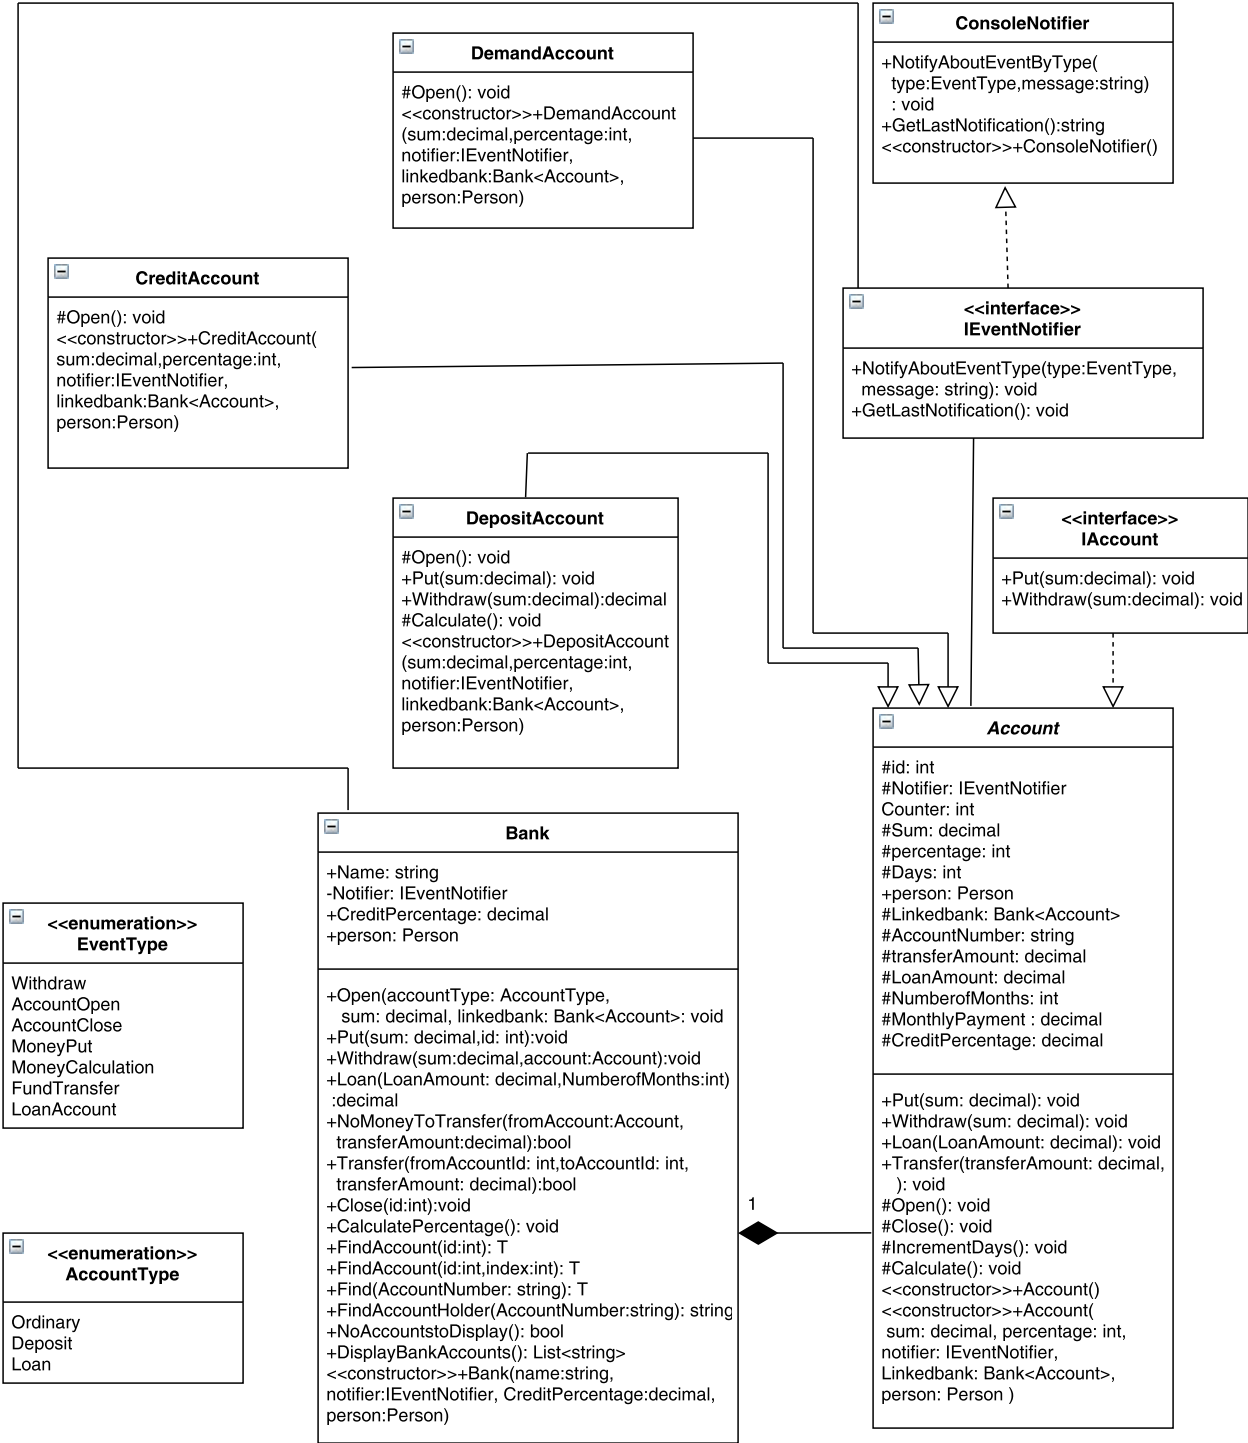 ConsoleNotifier
+NotifyAboutEventByType(
type:EventType,message:string)
: void
+GetLastNotification():string
<<constructor>>+ConsoleNotifier()
DemandAccount
#Open(): void
<<constructor>>+DemandAccount
(sum:decimal,percentage:int,
notifier:IEventNotifier,
linkedbank:Bank<Account>,
person:Person)
CreditAccount
#Open(): void
<<constructor>>+CreditAccount(
sum:decimal,percentage:int,
notifier:IEventNotifier,
linkedbank:Bank<Account>,
person:Person)
<<interface>>
IEventNotifier
+NotifyAboutEventType(type:EventType,
message: string): void
+GetLastNotification(): void
DepositAccount
#Open(): void
+Put(sum:decimal): void
+Withdraw(sum:decimal):decimal
#Calculate(): void
<<constructor>>+DepositAccount
(sum:decimal,percentage:int,
notifier:IEventNotifier,
linkedbank:Bank<Account>,
person:Person)
<<interface>>
IAccount
+Put(sum:decimal): void
+Withdraw(sum:decimal): void
Account
#id: int
#Notifier: IEventNotifier
Counter: int
#Sum: decimal
#percentage: int
#Days: int
+person: Person
#Linkedbank: Bank<Account>
#AccountNumber: string
#transferAmount: decimal
#LoanAmount: decimal
#NumberofMonths: int
#MonthlyPayment : decimal
#CreditPercentage: decimal
+Put(sum: decimal): void
+Withdraw(sum: decimal): void
+Loan(LoanAmount: decimal): void
+Transfer(transferAmount: decimal,
): void
#Open(): void
#Close(): void
#IncrementDays(): void
#Calculate(): void
<<constructor>>+Account()
<<constructor>>+Account(
sum: decimal, percentage: int,
notifier: IEventNotifier,
Linkedbank: Bank<Account>,
person: Person )
Bank
+Name: string
-Notifier: IEventNotifier
+CreditPercentage: decimal
+person: Person
+Open(accountType: AccountType,
sum: decimal, linkedbank: Bank<Account>: void
+Put(sum: decimal,id: int):void
+Withdraw(sum:decimal,account:Account):void
+Loan(LoanAmount: decimal,NumberofMonths:int)
:decimal
+NoMoneyToTransfer(fromAccount:Account,
transferAmount:decimal):bool
+Transfer(fromAccountId: int,toAccountId: int,
transferAmount: decimal):bool
+Close(id:int):void
+CalculatePercentage(): void
+FindAccount(id:int): T
+FindAccount(id:int,index:int): T
+Find(AccountNumber: string): T
+FindAccountHolder(AccountNumber:string): string
+NoAccountstoDisplay(): bool
+DisplayBankAccounts(): List<string>
<<constructor>>+Bank(name:string,
notifier:IEventNotifier, CreditPercentage:decimal,
person:Person)
1
<<enumeration>>
EventType
Withdraw
AccountOpen
AccountClose
MoneyPut
MoneyCalculation
FundTransfer
LoanAccount
<<enumeration>>
AccountType
Ordinary
Deposit
Loan